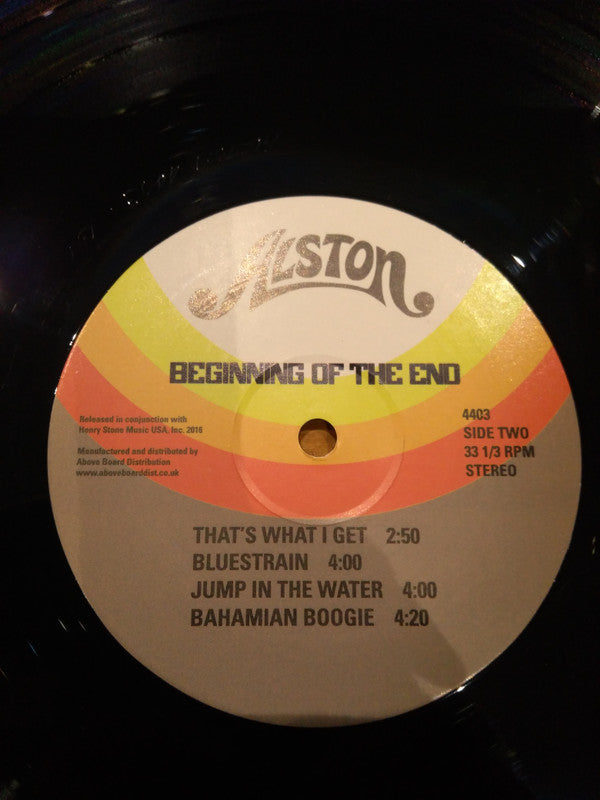 ALSTON
BEGINNING OF THE END
Released in conjunction with
Henry Stone Music USA, Inc. 2016
Manufactured and distributed by
Above Board Distribution
www.aboveboarddist.co.uk
4403
SIDE TWO
33 1/3 RPM
STEREO
THAT'S WHAT I GET 2:50
BLUESTRAIN 4:00
JUMP IN THE WATER 4:00
BAHAMIAN BOOGIE 4:20